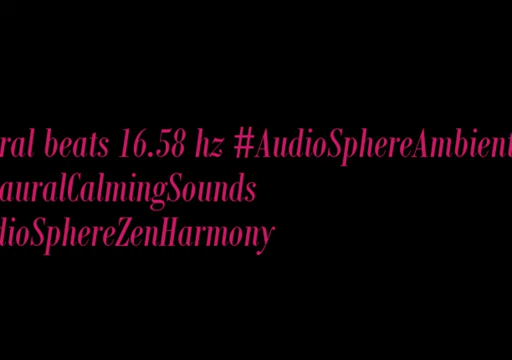 ral beats 16.58 hz #AudioSphereAmbient
auralCalmingSounds
dioSphereZenHarmony